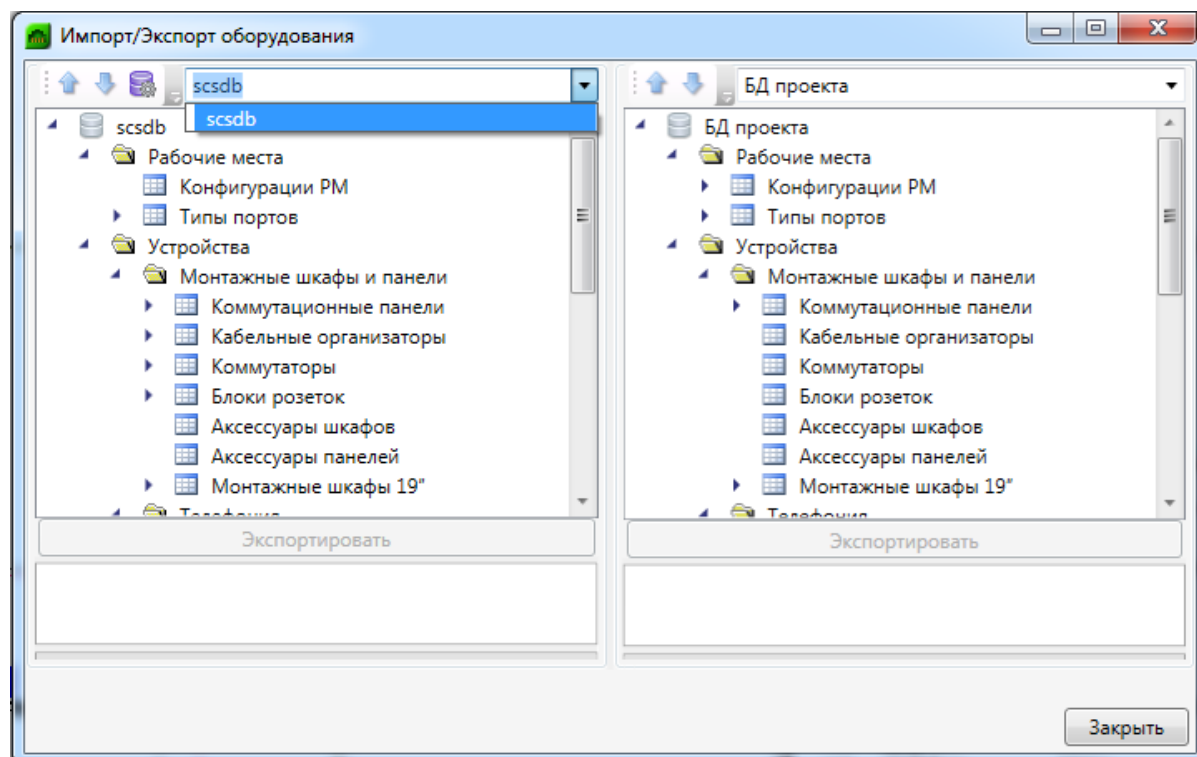 Импорт/Экспорт оборудования
scsdb
scsdb
scsdb
Рабочие места
Конфигурации РМ
Типы портов
Устройства
Монтажные шкафы и панели
Коммутационные панели
Кабельные организаторы
Коммутаторы
Блоки розеток
Аксессуары шкафов
Аксессуары панелей
Монтажные шкафы 19"
Телефония
Экспортировать
БД проекта
БД проекта
Рабочие места
Конфигурации РМ
Типы портов
Устройства
Монтажные шкафы и панели
Коммутационные панели
Кабельные организаторы
Коммутаторы
Блоки розеток
Аксессуары шкафов
Аксессуары панелей
Монтажные шкафы 19"
Телефония
Экспортировать
Закрыть